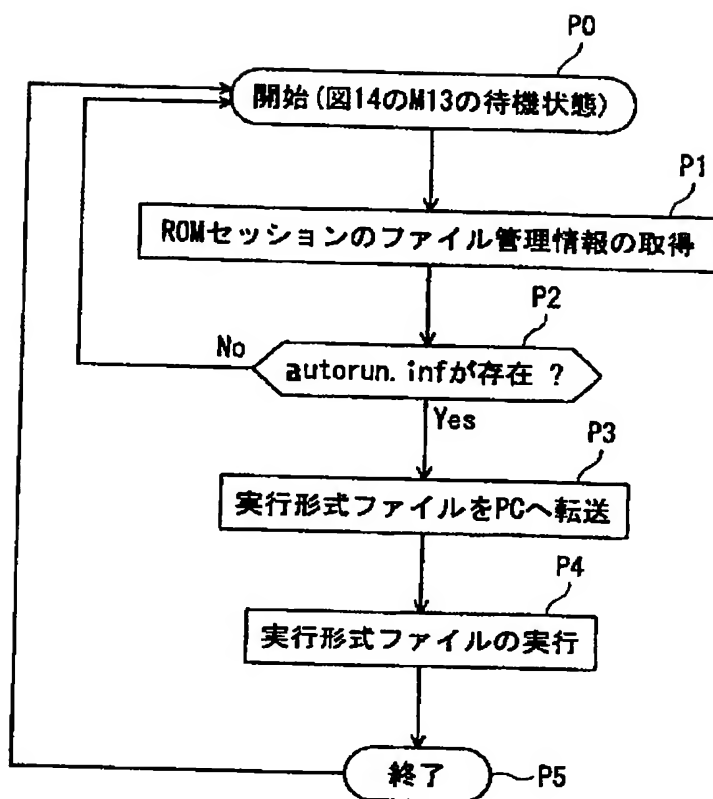 P0
開始(図14のM13の待機状態)
P1
ROMセッションのファイル管理情報の取得
P2
No
autorun.infが存在 ?
Yes
P3
実行形式ファイルをPCへ転送
P4
実行形式ファイルの実行
終了
P5